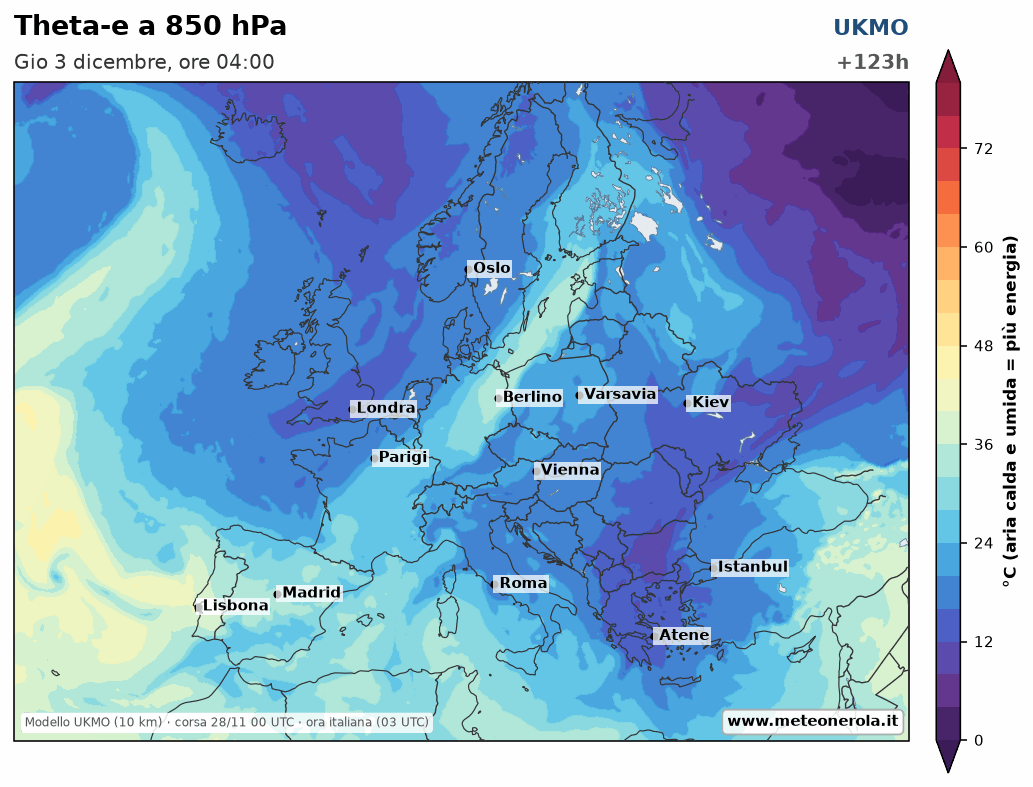 Theta-e a 850 hPa
UKMO
Gio 3 dicembre, ore 04:00
+123h
72
60
48
36
24
12
0
°C (aria calda e umida = più energia)
Oslo
Londra
Berlino
Varsavia
Kiev
Parigi
Vienna
Istanbul
Roma
Madrid
Lisbona
Atene
Modello UKMO (10 km) · corsa 28/11 00 UTC · ora italiana (03 UTC)
www.meteonerola.it